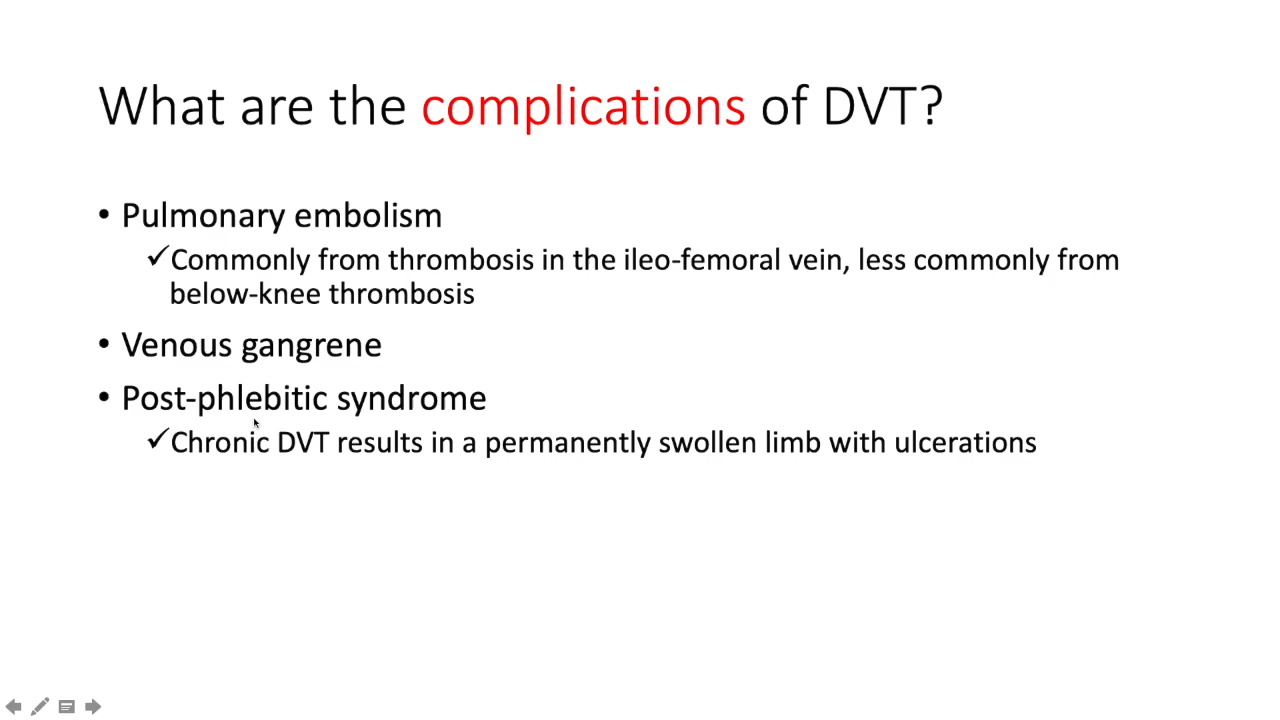 What are the complications of DVT?
• Pulmonary embolism
✓Commonly from thrombosis in the ileo-femoral vein, less commonly from
below-knee thrombosis
• Venous gangrene
• Post-phlebitic syndrome
✓Chronic DVT results in a permanently swollen limb with ulcerations